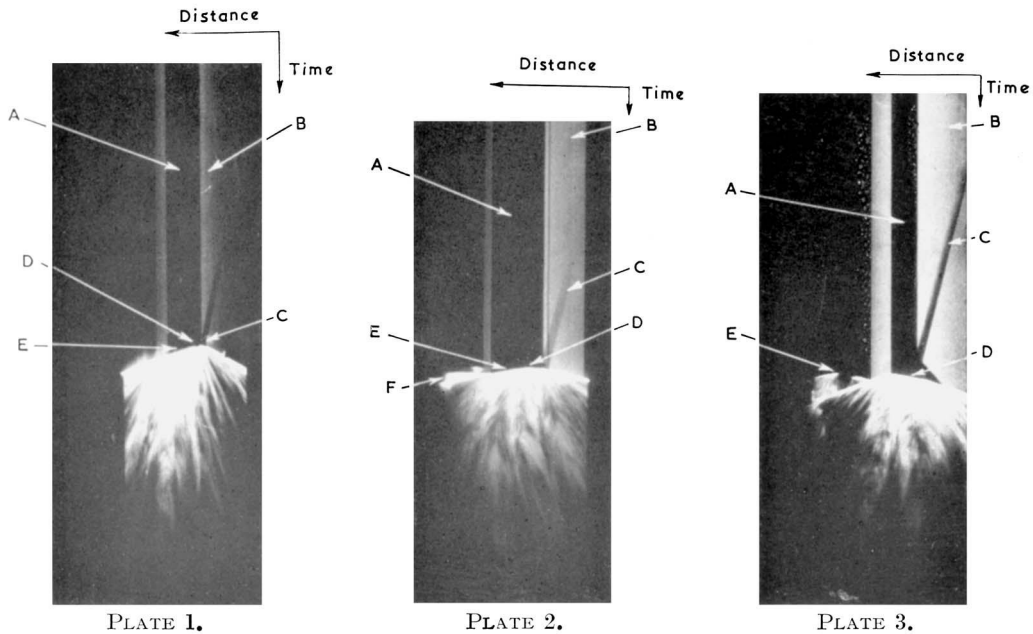 Distance
Time
A
B
D
C
E
PLATE 1.
Distance
Time
B
A
C
E
D
F
PLATE 2.
Distance
Time
B
A
C
E
D
PLATE 3.